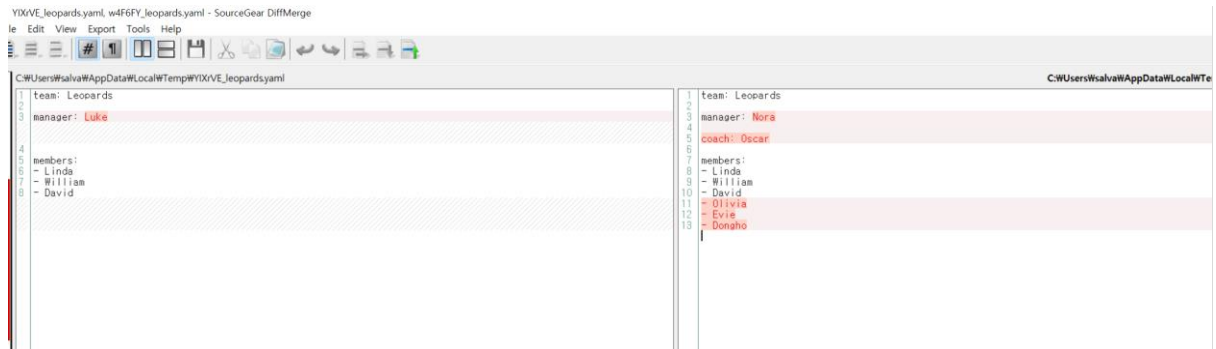 YIXrVE_leopards.yaml, w4F6FY_leopards.yaml - SourceGear DiffMerge
le Edit View Export Tools Help
# ¶
C:₩Users₩salva₩AppData₩Local₩Temp₩YIXrVE_leopards.yaml
1 team: Leopards
2
3 manager: Luke
4
5 members:
6 - Linda
7 - William
8 - David
C:₩Users₩salva₩AppData₩Local₩Te
1 team: Leopards
2
3 manager: Nora
4
5 coach: Oscar
6
7 members:
8 - Linda
9 - William
10 - David
11 - Olivia
12 - Evie
13 - Dongho